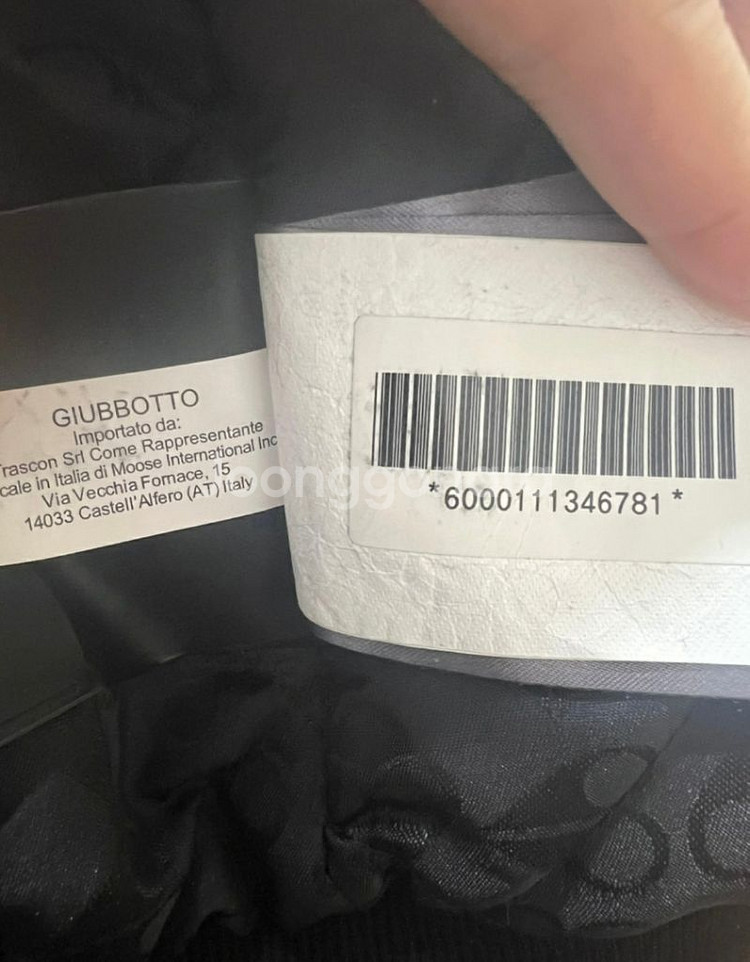 GIUBBOTTO
Importato da:
Trascon Srl Come Rappresentante
cale in Italia di Moose International Inc
Via Vecchia Fornace, 15
14033 Castell'Alfero (AT) Italy
*6000111346781*